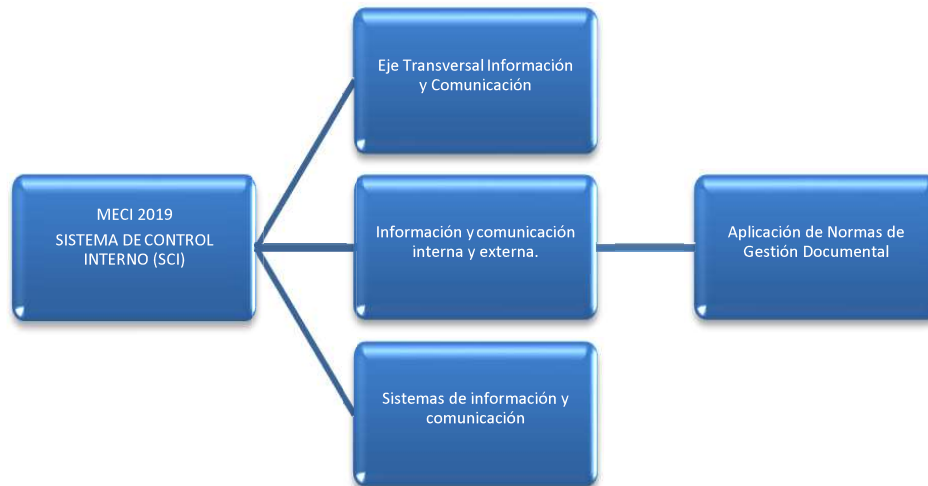 Eje Transversal Información
y Comunicación
MECI 2019
SISTEMA DE CONTROL
INTERNO (SCI)
Información y comunicación
interna y externa.
Aplicación de Normas de
Gestión Documental
Sistemas de información y
comunicación